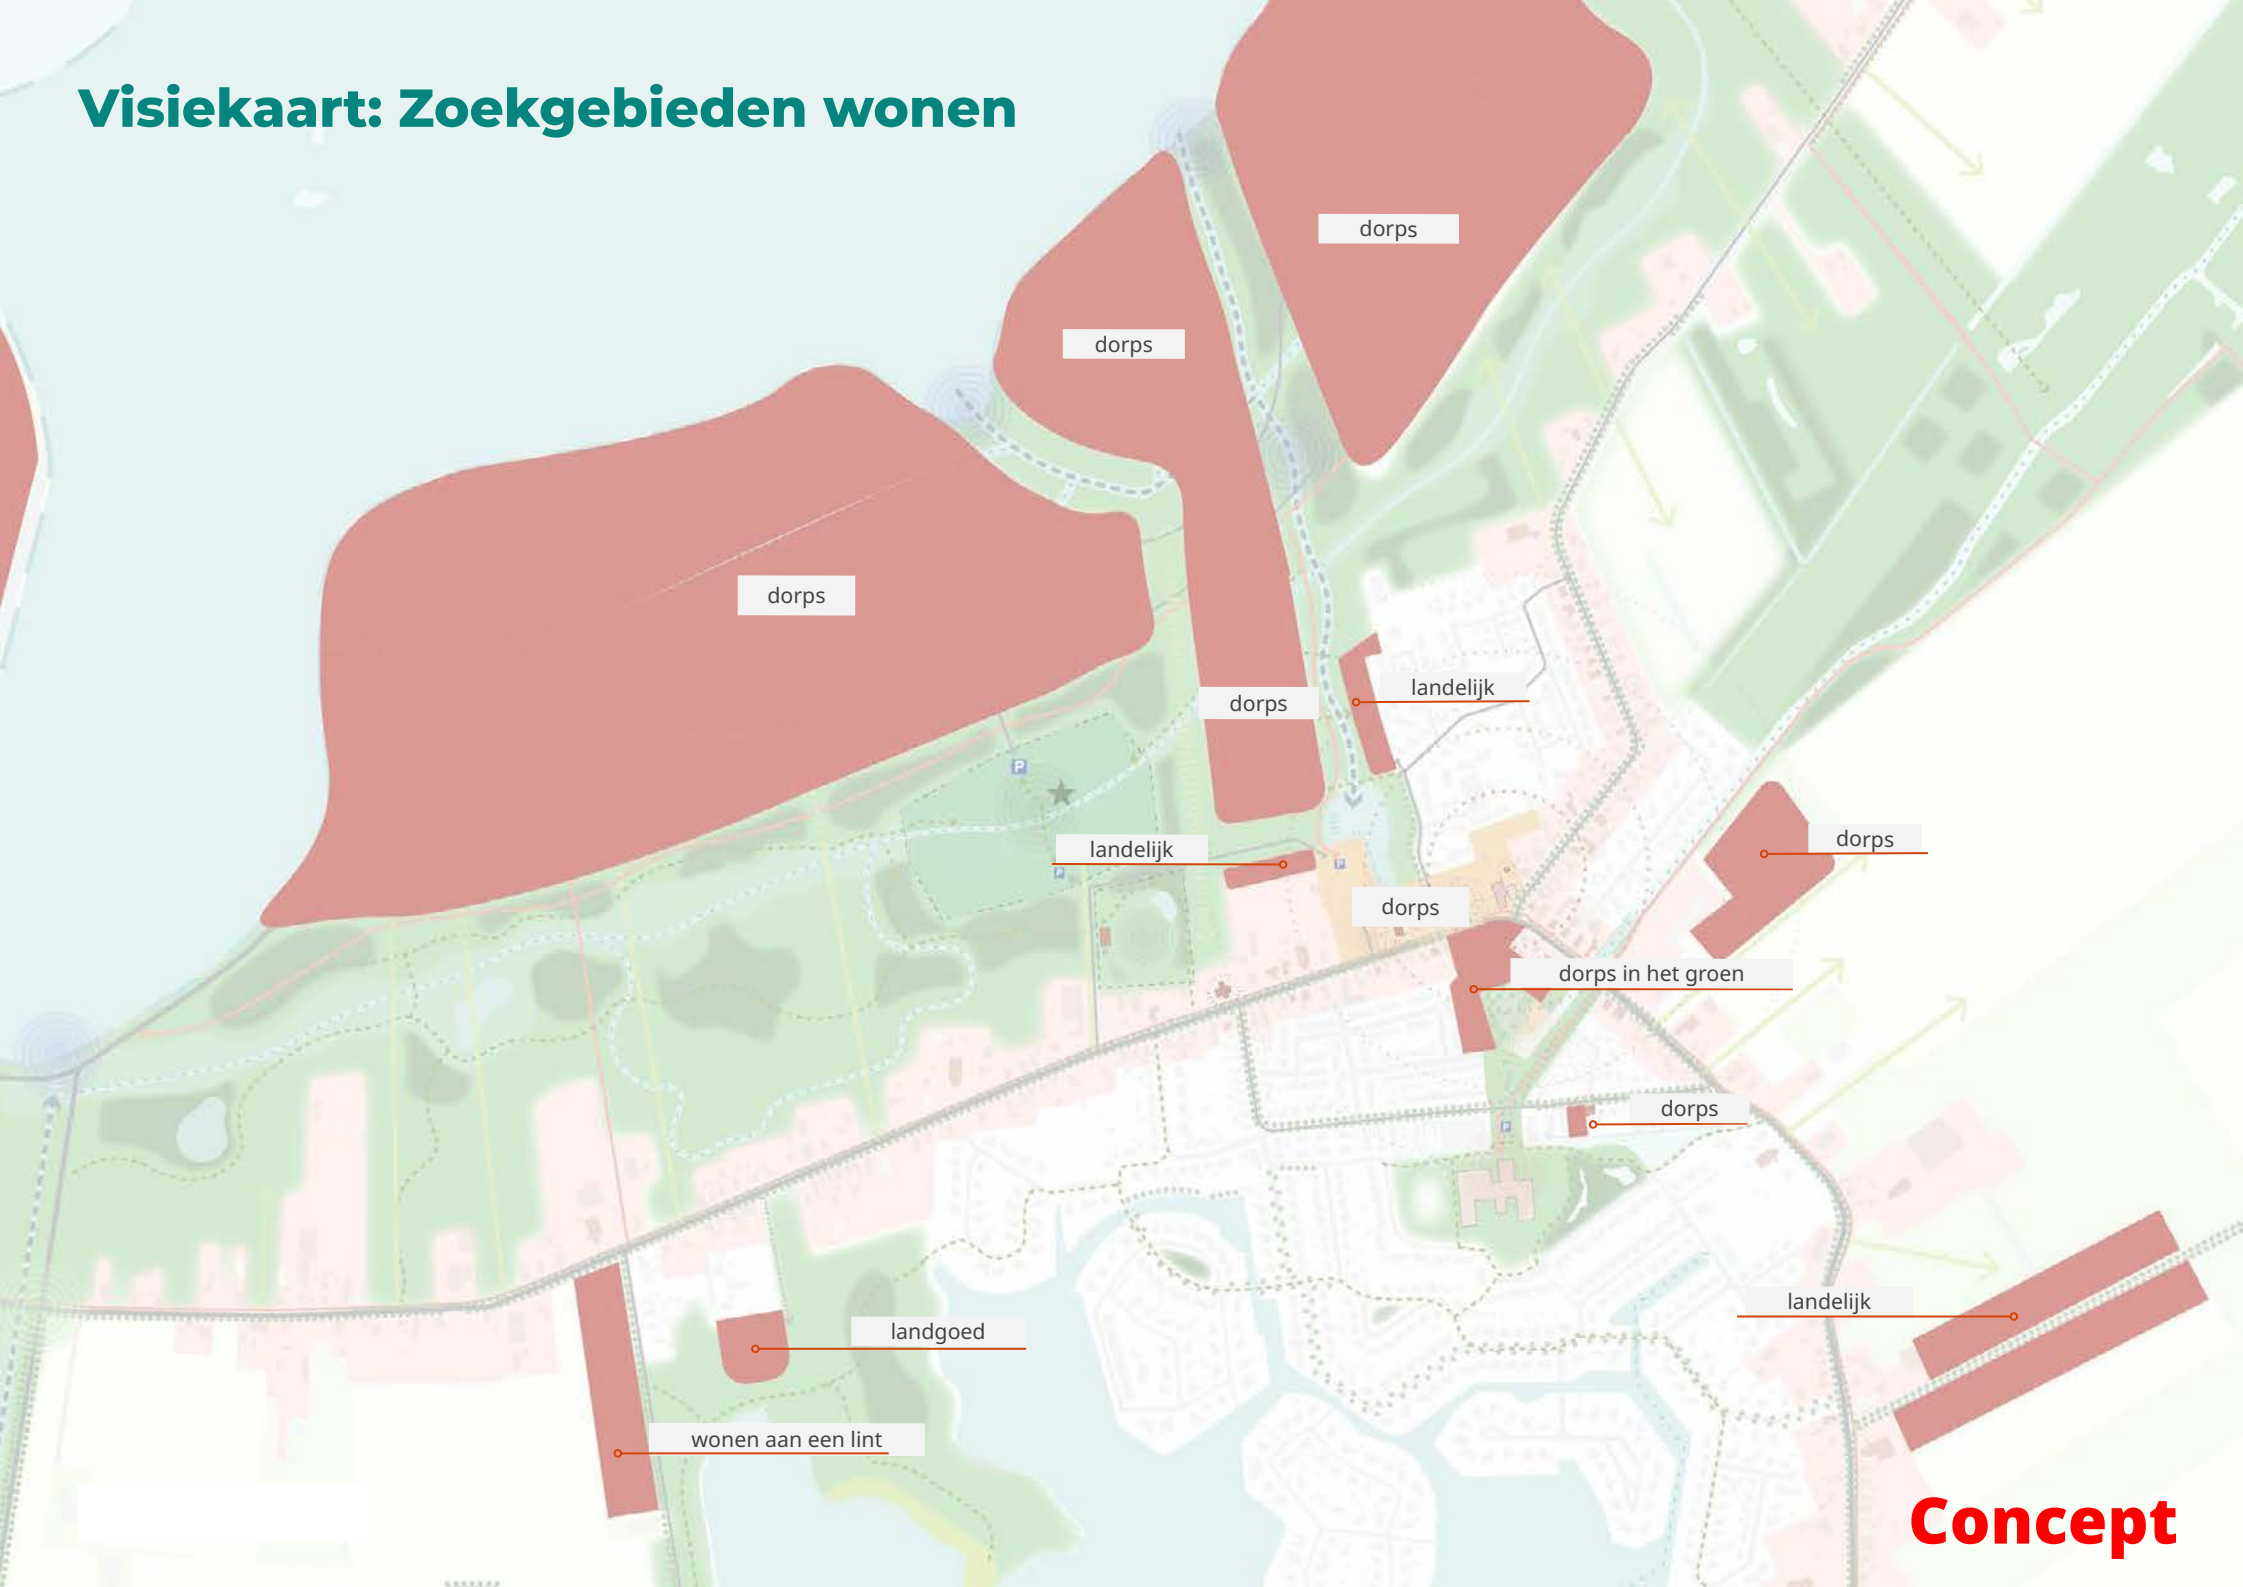 Visiekaart: Zoekgebieden wonen
dorps
dorps
dorps
landelijk
dorps
P
dorps
landelijk
P
P
dorps
dorps in het groen
dorps
P
landelijk
landgoed
wonen aan een lint
Concept